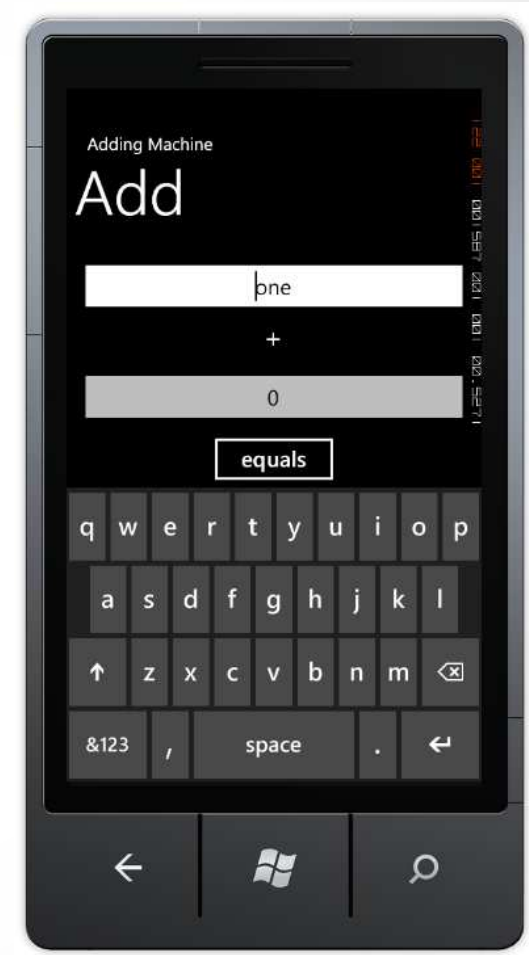 Adding Machine
Add
one
+
0
equals
q w e r t y u i o p
a s d f g h j k l
z x c v b n m
&123 , space .